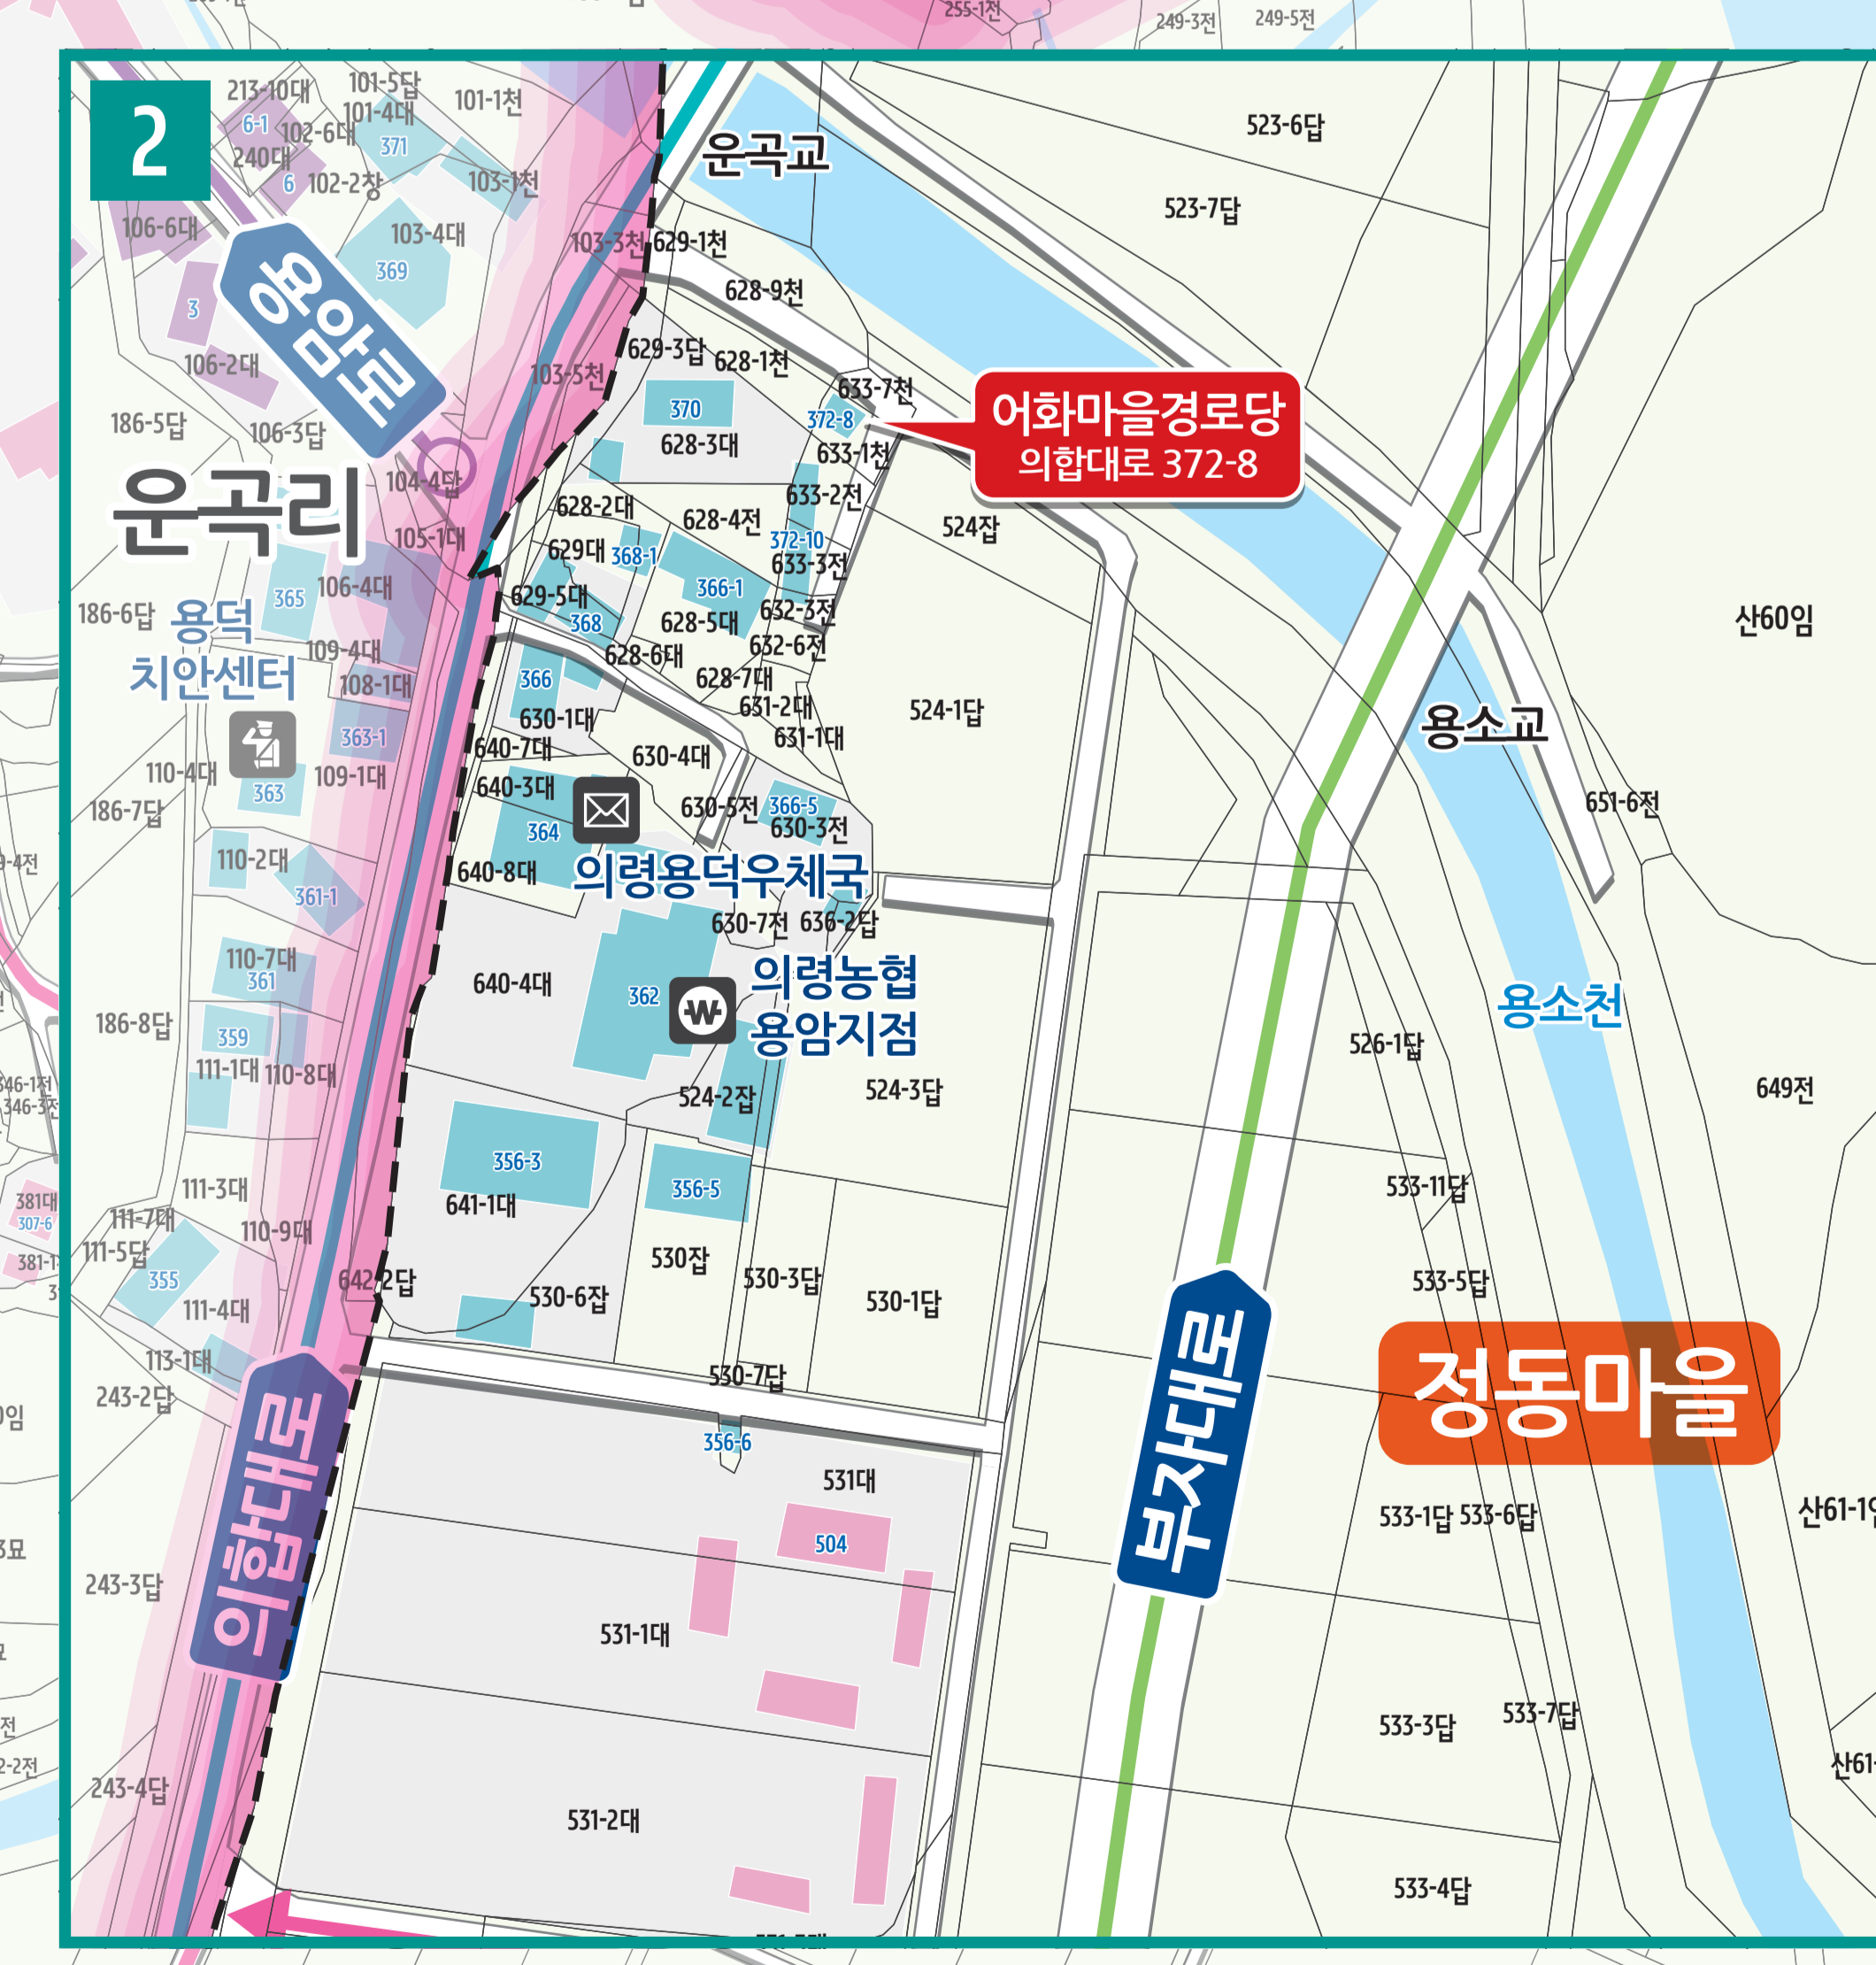 255-1전
249-3전
249-5전
2
213-10대
101-5답
101-4대
101-1천
6-1
102-6대
371
240대
6
102-2창
103-1천
106-6대
103-4대
369
3
용암로
106-2대
186-5답
106-3답
104-4답
운곡리
105-1대
운곡교
523-6답
523-7답
103-3천
629-1천
628-9천
629-3답
628-1천
103-5천
633-7천
370
372-8
628-3대
633-1천
어화마을경로당
의합대로 372-8
628-2대
633-2전
628-4전
524잡
629대
368-1
372-10
633-3전
366-1
629-5대
632-3전
368
628-5대
632-6전
628-6대
628-7대
365
106-4대
186-6답
용덕
치안센터
109-4대
108-1대
363-1
110-4대
109-1대
363
186-7답
366
630-1대
631-2대
524-1답
640-7대
630-4대
631-1대
640-3대
630-5전
366-5
630-3전
364
640-8대
의령용덕우체국
630-7전
636-2답
산60임
용소교
651-6전
110-2대
361-1
110-7대
361
186-8답
359
111-1대
110-8대
346-1전
640-4대
362
의령농협
용암지점
524-2잡
524-3답
용소천
526-1답
649전
356-3
356-5
641-1대
111-3대
381대
307-6
111-7대
110-9대
111-5답
355
111-4대
642-2답
530잡
530-3답
530-6잡
530-1답
533-11답
533-5답
113-1대
243-2답
530-7답
정동마을
부자대로
의합대로
356-6
531대
504
533-1답
533-6답
243-3답
531-1대
533-3답
533-7답
243-4답
531-2대
533-4답